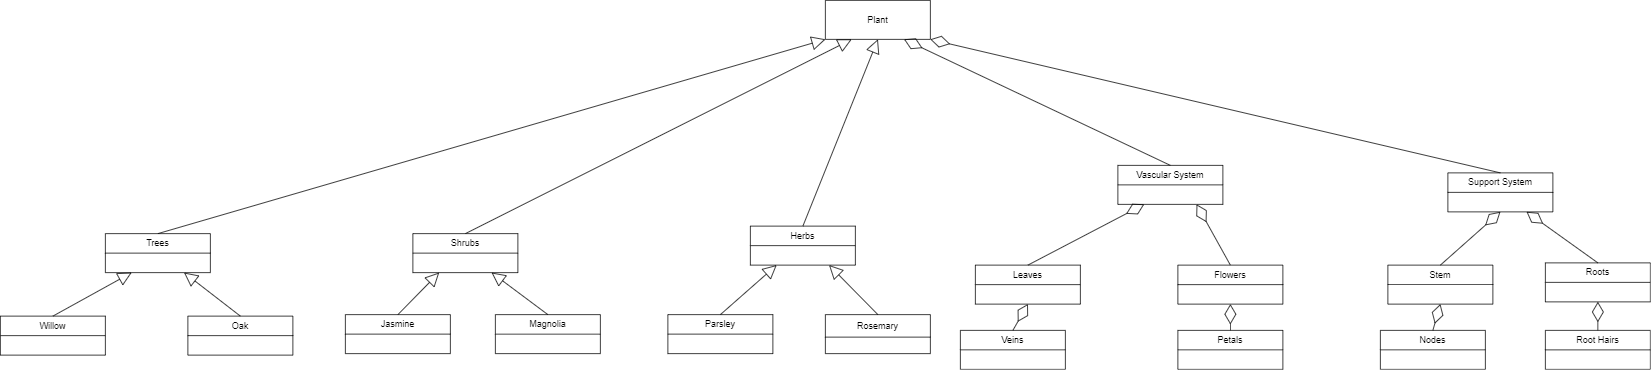 Plant
Vascular System
Support System
Trees
Shrubs
Herbs
Leaves
Flowers
Stem
Roots
Willow
Oak
Jasmine
Magnolia
Parsley
Rosemary
Veins
Petals
Nodes
Root Hairs